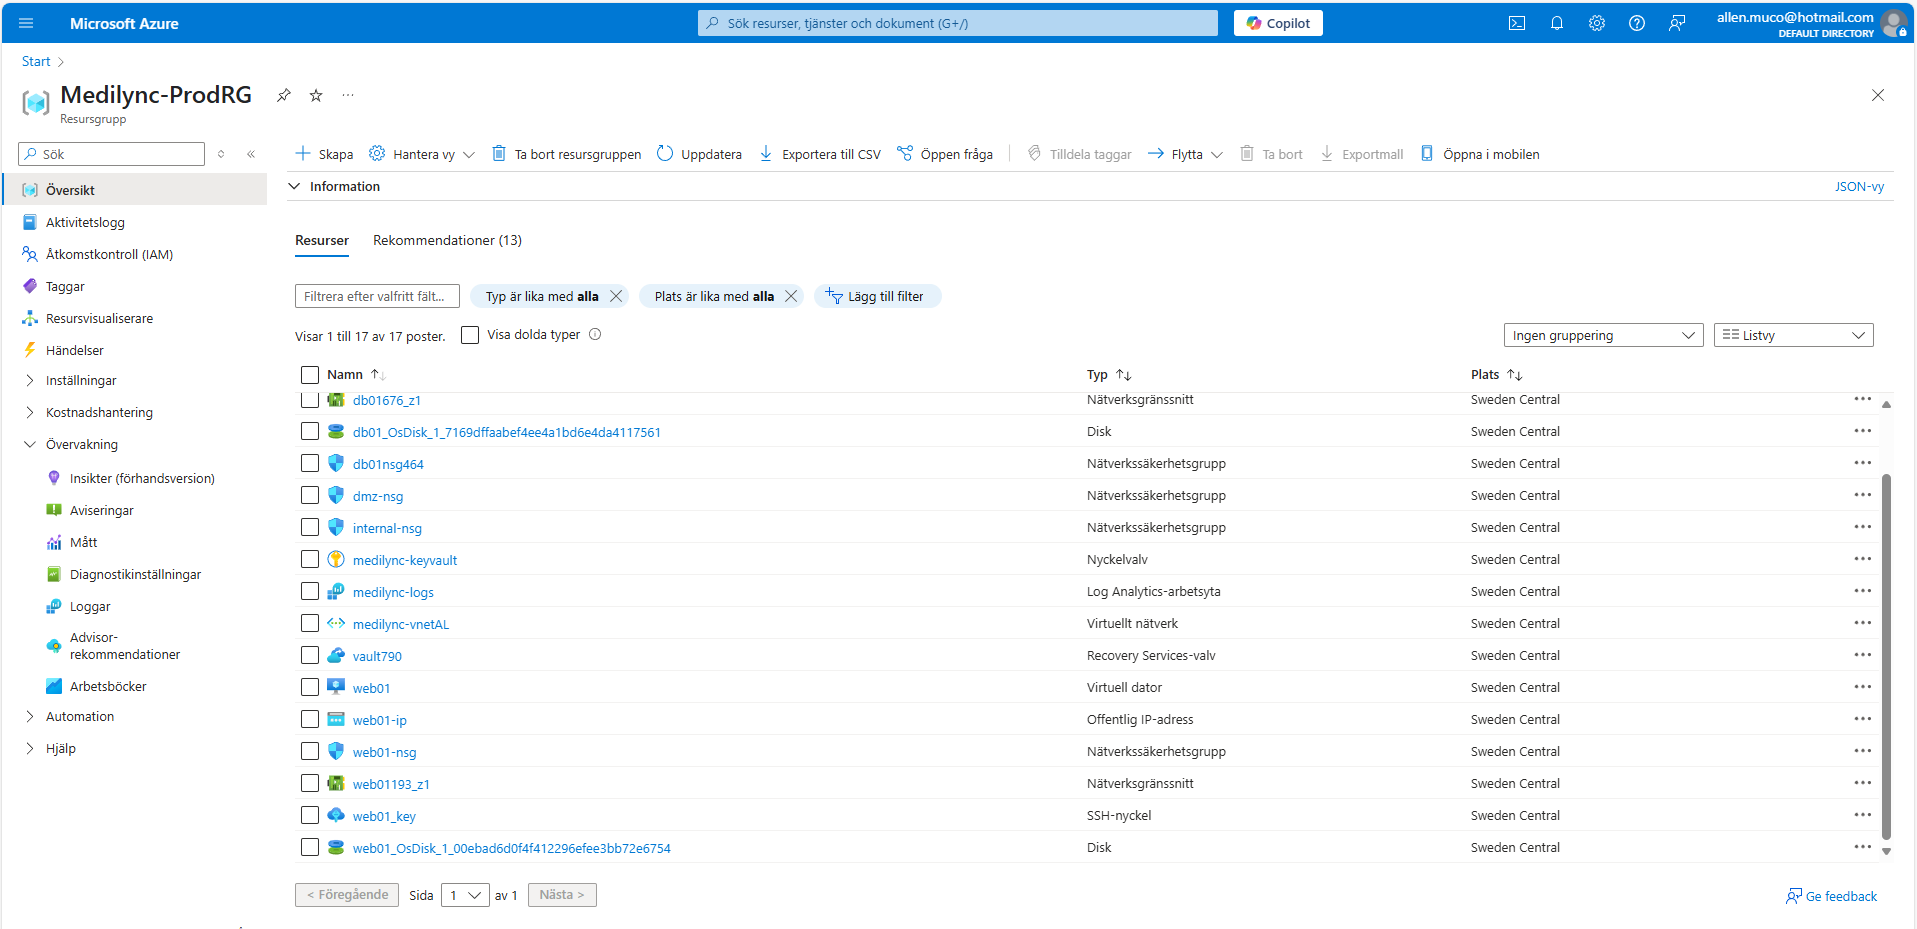 Microsoft Azure
Sök resurser, tjänster och dokument (G+/)
Copilot
allen.muco@hotmail.com
DEFAULT DIRECTORY
Start
Medilync-ProdRG
Resursgrupp
Sök
Skapa
Hantera vy
Ta bort resursgruppen
Uppdatera
Exportera till CSV
Öppen fråga
Tilldela taggar
Flytta
Ta bort
Exportmall
Öppna i mobilen
Översikt
Aktivitetslogg
Åtkomstkontroll (IAM)
Taggar
Resursvisualiserare
Händelser
Inställningar
Kostnadshantering
Övervakning
Insikter (förhandsversion)
Aviseringar
Mått
Diagnostikinställningar
Loggar
Advisor-
rekommendationer
Arbetsböcker
Automation
Hjälp
Information
JSON-vy
Resurser
Rekommendationer (13)
Filtrera efter valfritt fält...
Typ är lika med alla
Plats är lika med alla
Lägg till filter
Visar 1 till 17 av 17 poster.
Visa dolda typer
Ingen gruppering
Listvy
Namn Typ Plats
db01676_z1 Nätverksgränssnitt Sweden Central
db01_OsDisk_1_7169dffaabef4ee4a1bd6e4da4117561 Disk Sweden Central
db01nsg464 Nätverkssäkerhetsgrupp Sweden Central
dmz-nsg Nätverkssäkerhetsgrupp Sweden Central
internal-nsg Nätverkssäkerhetsgrupp Sweden Central
medilync-keyvault Nyckelvalv Sweden Central
medilync-logs Log Analytics-arbetsyta Sweden Central
medilync-vnetAL Virtuellt nätverk Sweden Central
vault790 Recovery Services-valv Sweden Central
web01 Virtuell dator Sweden Central
web01-ip Offentlig IP-adress Sweden Central
web01-nsg Nätverkssäkerhetsgrupp Sweden Central
web01193_z1 Nätverksgränssnitt Sweden Central
web01_key SSH-nyckel Sweden Central
web01_OsDisk_1_00ebad6d0f4f412296efee3bb72e6754 Disk Sweden Central
< Föregående Sida 1 av 1 Nästa >
Ge feedback